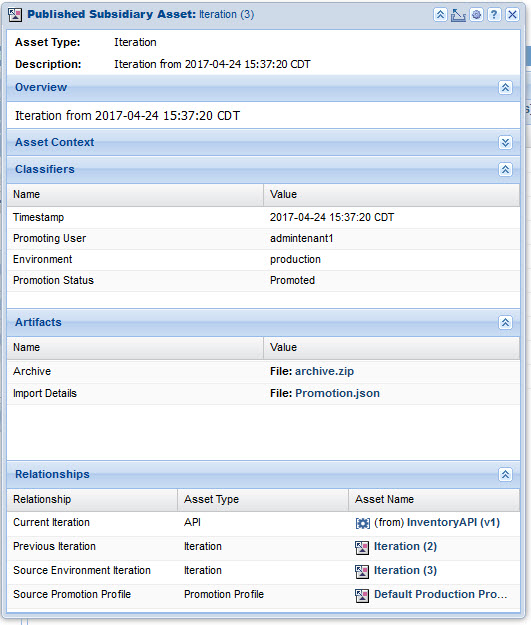 Published Subsidiary Asset: Iteration (3)
Asset Type: Iteration
Description: Iteration from 2017-04-24 15:37:20 CDT
Overview
Iteration from 2017-04-24 15:37:20 CDT
Asset Context
Classifiers
Name Value
Timestamp 2017-04-24 15:37:20 CDT
Promoting User admintenant1
Environment production
Promotion Status Promoted
Artifacts
Name Value
Archive File: archive.zip
Import Details File: Promotion.json
Relationships
Relationship Asset Type Asset Name
Current Iteration API (from) InventoryAPI (v1)
Previous Iteration Iteration Iteration (2)
Source Environment Iteration Iteration Iteration (3)
Source Promotion Profile Promotion Profile Default Production Pro...